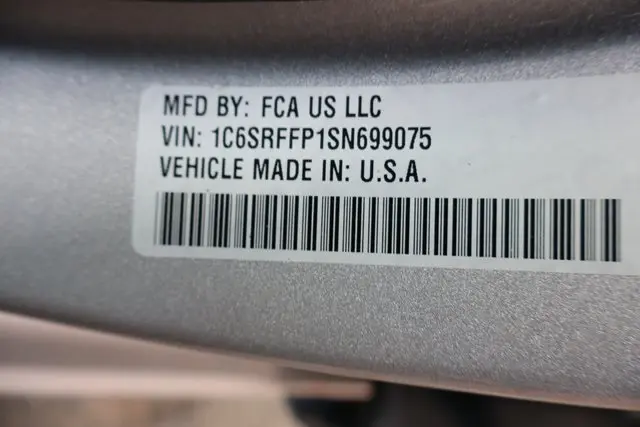 MFD BY: FCA US LLC
VIN: 1C6SRFFP1SN699075
VEHICLE MADE IN: U.S.A.